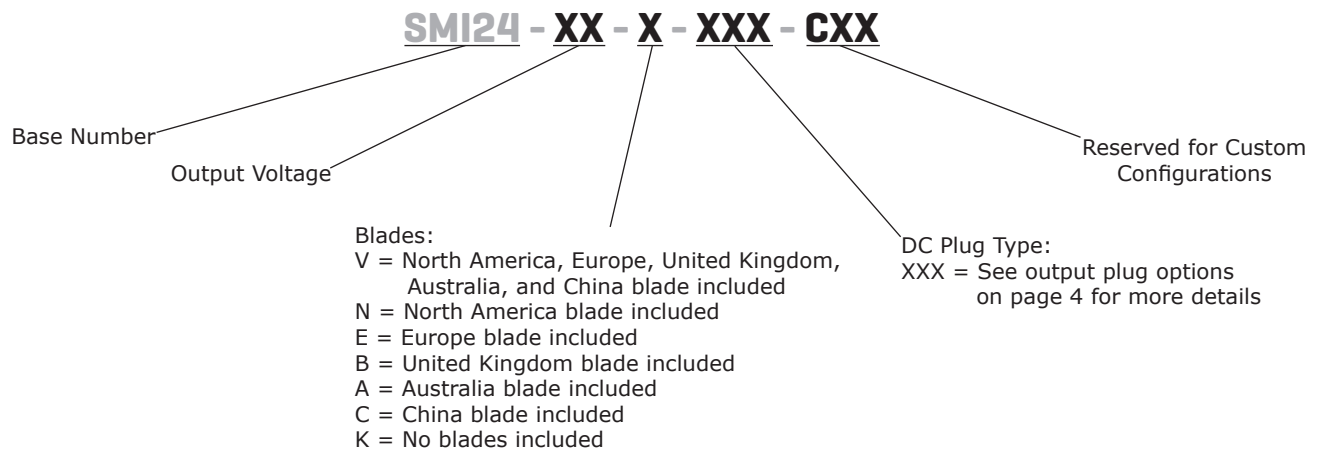 SMI24 - XX - X - XXX - CXX
Base Number
Output Voltage
Blades:
V = North America, Europe, United Kingdom,
Australia, and China blade included
N = North America blade included
E = Europe blade included
B = United Kingdom blade included
A = Australia blade included
C = China blade included
K = No blades included
DC Plug Type:
XXX = See output plug options
on page 4 for more details
Reserved for Custom
Configurations